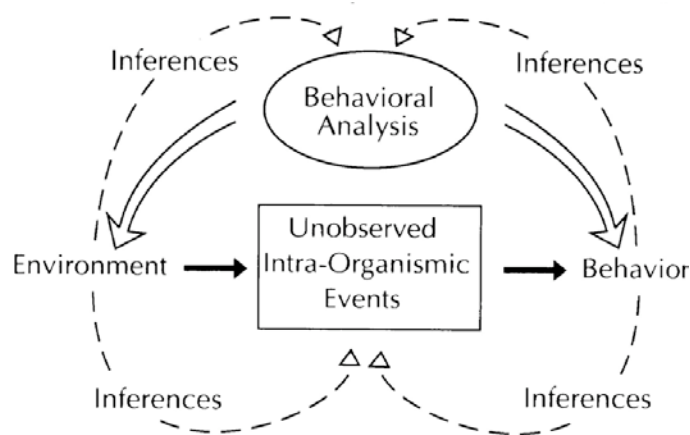 Inferences
Inferences
Behavioral
Analysis
Unobserved
Intra-Organismic
Events
Environment
Behavior
Inferences
Inferences